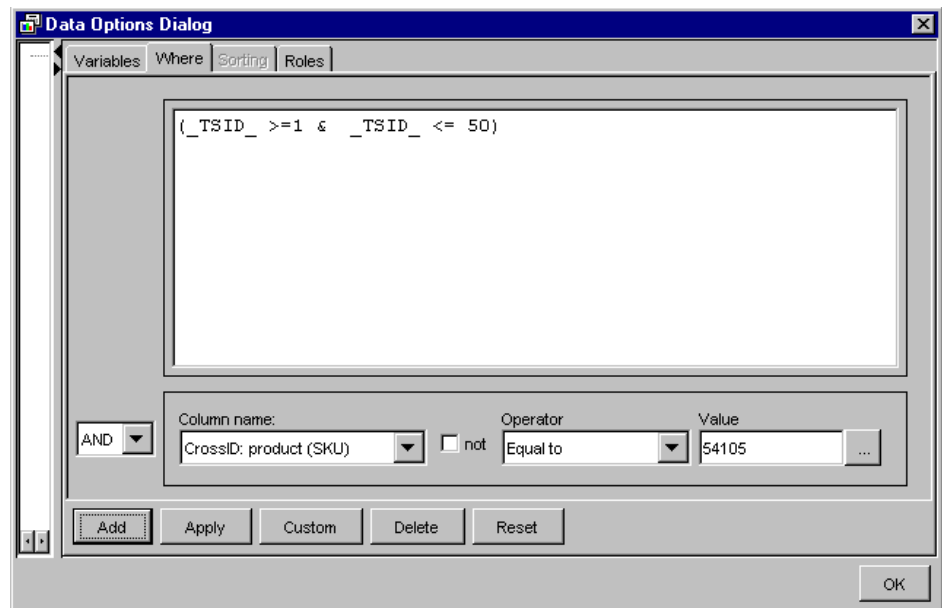 Data Options Dialog
Variables Where Sorting Roles
(_TSID_ >=1 &  _TSID_ <= 50)
Column name: Operator Value
AND CrossID: product (SKU) not Equal to 54105 ...
Add Apply Custom Delete Reset
OK